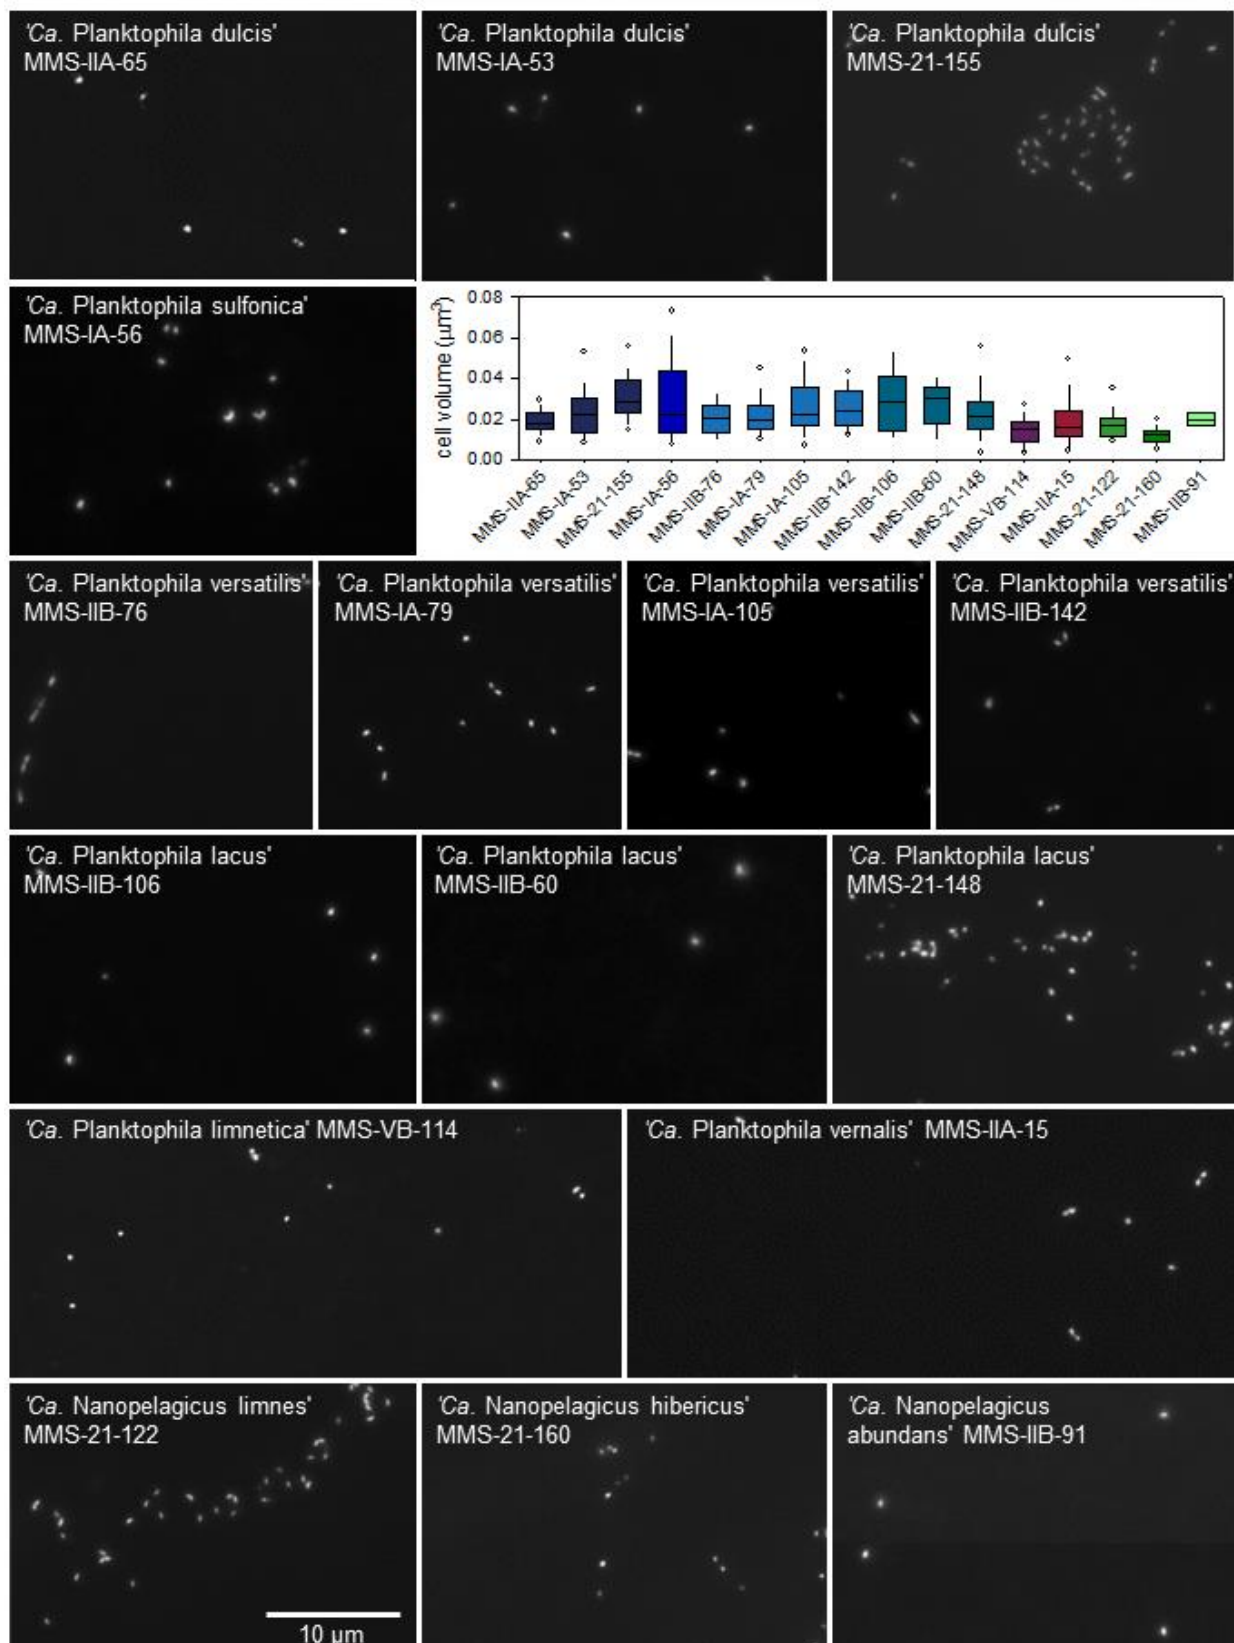 'Ca. Planktophila dulcis'
MMS-IIA-65
'Ca. Planktophila dulcis'
MMS-IA-53
'Ca. Planktophila dulcis'
MMS-21-155
'Ca. Planktophila sulfonica'
MMS-IA-56
cell volume (µm³)
0.08
0.06
0.04
0.02
0.00
MMS-IIA-65
MMS-IA-53
MMS-21-155
MMS-IA-56
MMS-IIB-76
MMS-IA-79
MMS-IA-105
MMS-IIB-142
MMS-IIB-106
MMS-IIB-60
MMS-21-148
MMS-VB-114
MMS-IIA-15
MMS-21-122
MMS-21-160
MMS-IIB-91
'Ca. Planktophila versatilis'
MMS-IIB-76
'Ca. Planktophila versatilis'
MMS-IA-79
'Ca. Planktophila versatilis'
MMS-IA-105
'Ca. Planktophila versatilis'
MMS-IIB-142
'Ca. Planktophila lacus'
MMS-IIB-106
'Ca. Planktophila lacus'
MMS-IIB-60
'Ca. Planktophila lacus'
MMS-21-148
'Ca. Planktophila limnetica' MMS-VB-114
'Ca. Planktophila vernalis' MMS-IIA-15
'Ca. Nanopelagicus limnes'
MMS-21-122
10 µm
'Ca. Nanopelagicus hibericus'
MMS-21-160
'Ca. Nanopelagicus
abundans' MMS-IIB-91